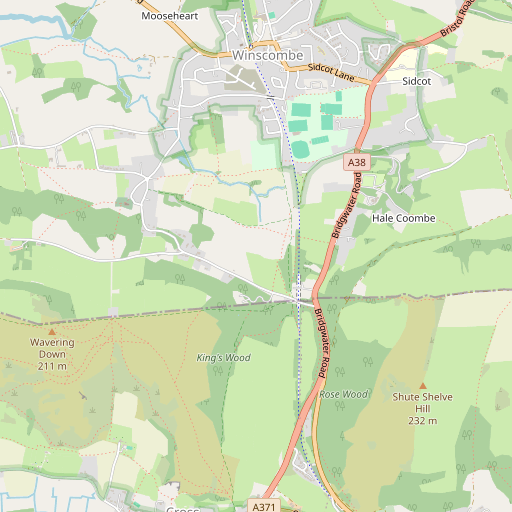 Mooseheart
Winscombe
Bristol Road
Sidcot Lane
Sidcot
A38
Bridgwater Road
Hale Coombe
Bridgwater Road
Wavering
Down
211 m
King's Wood
Rose Wood
Shute Shelve
Hill
232 m
A371
Cross